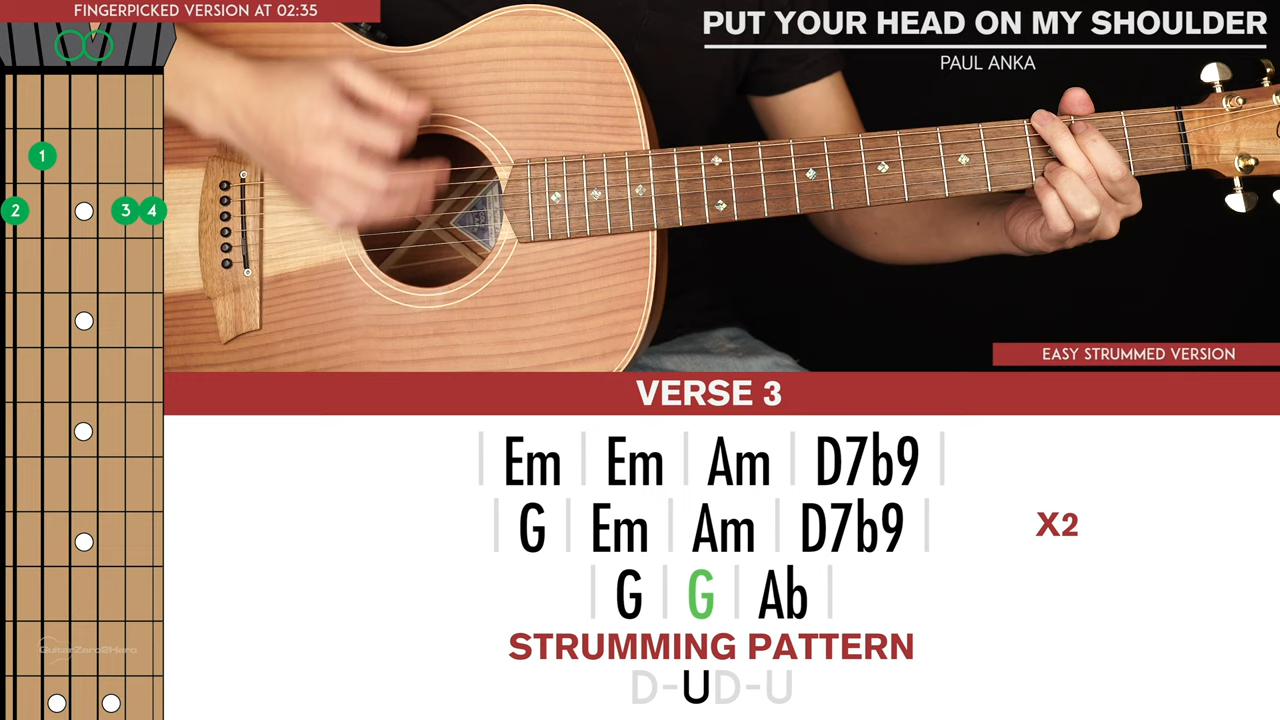 FINGERPICKED VERSION AT 02:35
PUT YOUR HEAD ON MY SHOULDER
PAUL ANKA
1
2 3 4
EASY STRUMMED VERSION
VERSE 3
| Em | Em | Am | D7b9 |
| G | Em | Am | D7b9 |
X2
| G | G | Ab |
STRUMMING PATTERN
D-UD-U
GuitarZero2Hero